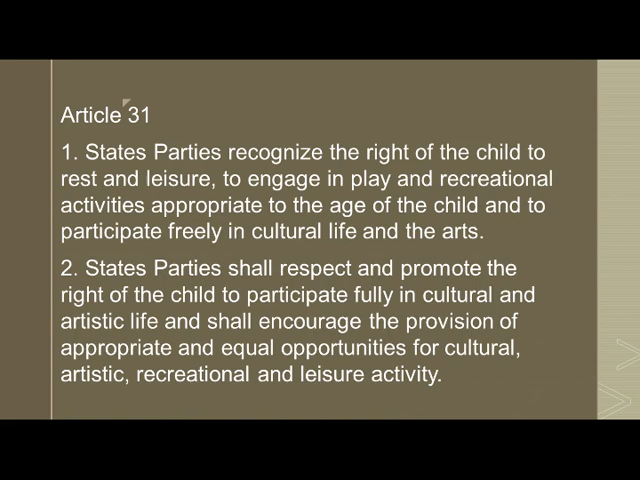 Article 31
1. States Parties recognize the right of the child to
rest and leisure, to engage in play and recreational
activities appropriate to the age of the child and to
participate freely in cultural life and the arts.
2. States Parties shall respect and promote the
right of the child to participate fully in cultural and
artistic life and shall encourage the provision of
appropriate and equal opportunities for cultural,
artistic, recreational and leisure activity.